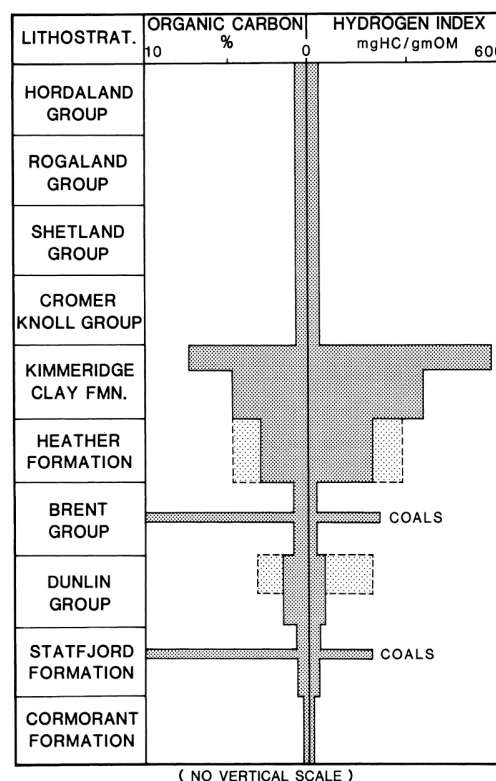 LITHOSTRAT.
ORGANIC CARBON
%
HYDROGEN INDEX
mgHC/gmOM
10 0 600
HORDALAND
GROUP
ROGALAND
GROUP
SHETLAND
GROUP
CROMER
KNOLL GROUP
KIMMERIDGE
CLAY FMN.
HEATHER
FORMATION
BRENT
GROUP
COALS
DUNLIN
GROUP
STATFJORD
FORMATION
COALS
CORMORANT
FORMATION
( NO VERTICAL SCALE )